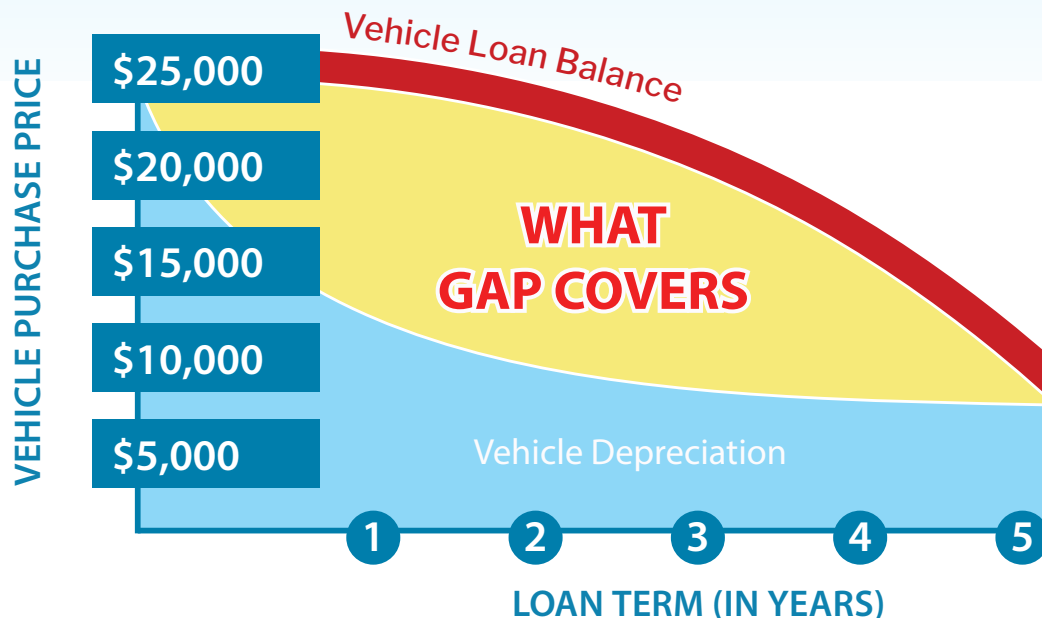 Vehicle Loan Balance
VEHICLE PURCHASE PRICE
$25,000
$20,000
$15,000
$10,000
$5,000
WHAT
GAP COVERS
Vehicle Depreciation
1 2 3 4 5
LOAN TERM (IN YEARS)